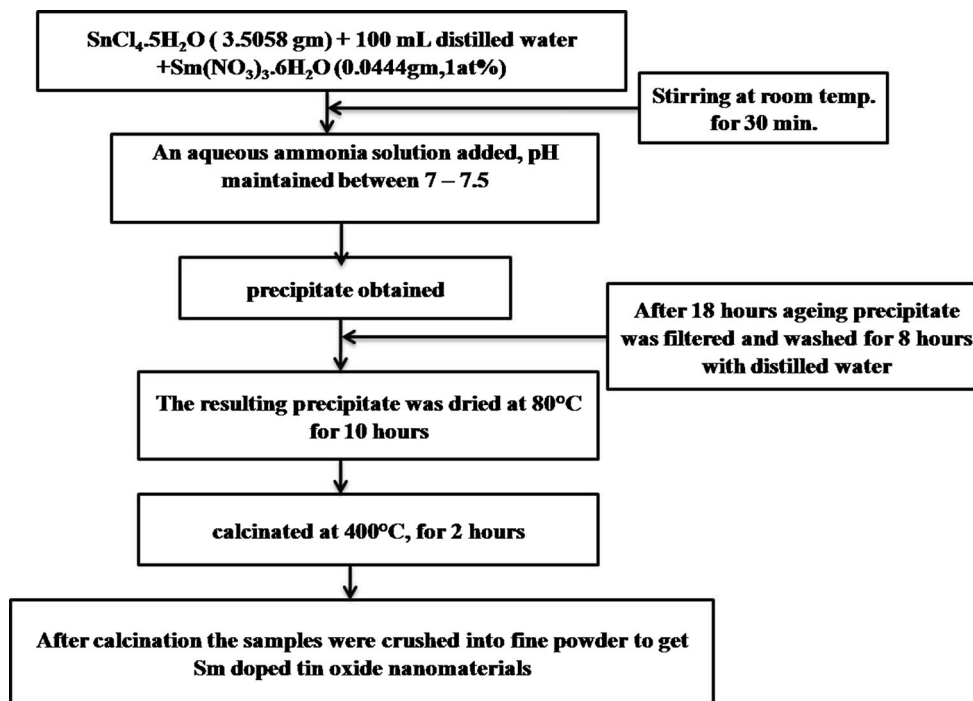 SnCl₄.5H₂O ( 3.5058 gm) + 100 mL distilled water
+Sm(NO₃)₃.6H₂O (0.0444gm,1at%)
Stirring at room temp.
for 30 min.
An aqueous ammonia solution added, pH
maintained between 7 – 7.5
precipitate obtained
After 18 hours ageing precipitate
was filtered and washed for 8 hours
with distilled water
The resulting precipitate was dried at 80°C
for 10 hours
calcinated at 400°C, for 2 hours
After calcination the samples were crushed into fine powder to get
Sm doped tin oxide nanomaterials